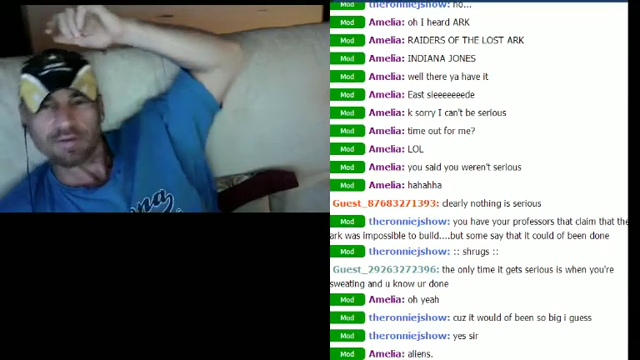 Mod theronniejshow: no...
Mod Amelia: oh I heard ARK
Mod Amelia: RAIDERS OF THE LOST ARK
Mod Amelia: INDIANA JONES
Mod Amelia: well there ya have it
Mod Amelia: East sleeeeeede
Mod Amelia: k sorry I can't be serious
Mod Amelia: time out for me?
Mod Amelia: LOL
Mod Amelia: you said you weren't serious
Mod Amelia: hahahha
Guest_87683271393: clearly nothing is serious
Mod theronniejshow: you have your professors that claim that the
ark was impossible to build....but some say that it could of been done
Mod theronniejshow: :: shrugs ::
Guest_29263272396: the only time it gets serious is when you're
sweating and u know ur done
Mod Amelia: oh yeah
Mod theronniejshow: cuz it would of been so big i guess
Mod theronniejshow: yes sir
Mod Amelia: aliens.